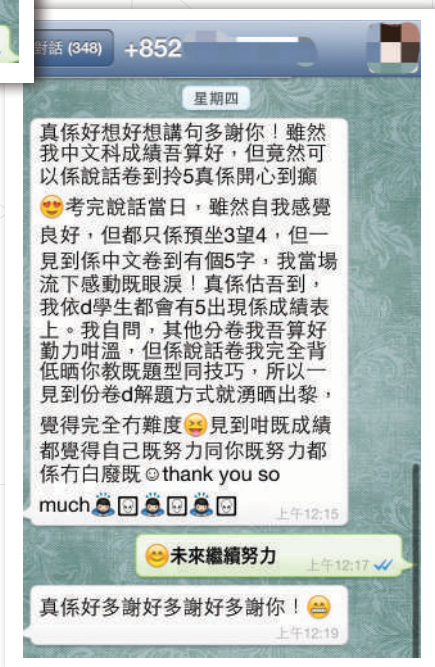 對話 (348) +852
星期四
真係好想好想講句多謝你！雖然
我中文科成績吾算好，但竟然可
以係說話卷到拎5真係開心到癲
😍考完說話當日，雖然自我感覺
良好，但都只係預坐3望4，但一
見到係中文卷到有個5字，我當場
流下感動既眼淚！真係估吾到，
我依d學生都會有5出現係成績表
上。我自問，其他分卷我吾算好
勤力咁溫，但係說話卷我完全背
低晒你教既題型同技巧，所以一
見到份卷d解題方式就湧晒出黎，
覺得完全冇難度😝見到咁既成績
都覺得自己既努力同你既努力都
係冇白廢既☺thank you so
much🙇🙇🙇
上午12:15
😊未來繼續努力
上午12:17
真係好多謝好多謝好多謝你！😁
上午12:19